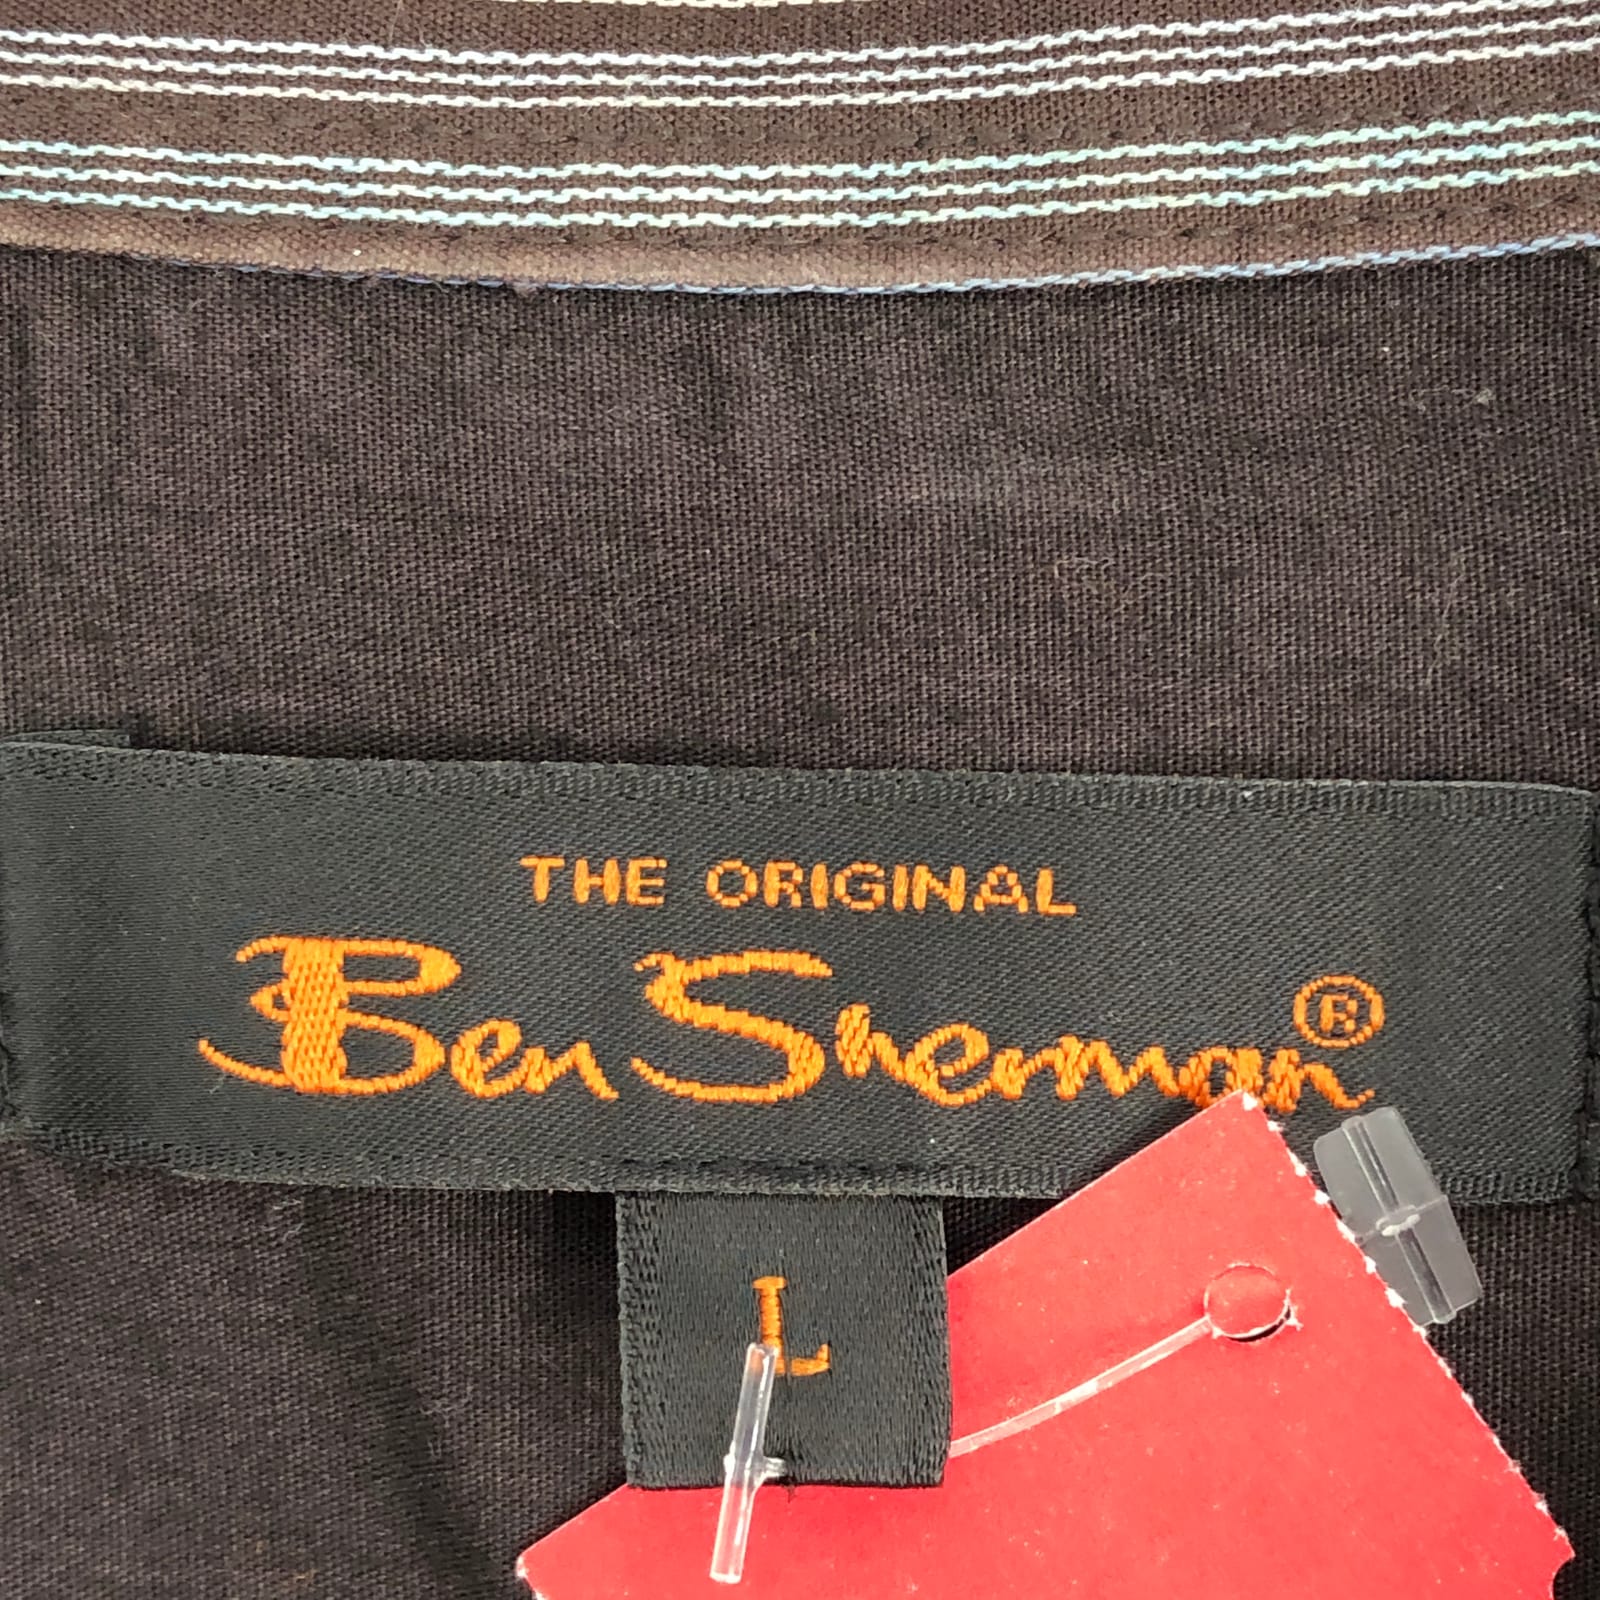 THE ORIGINAL
Ben Sherman®
L